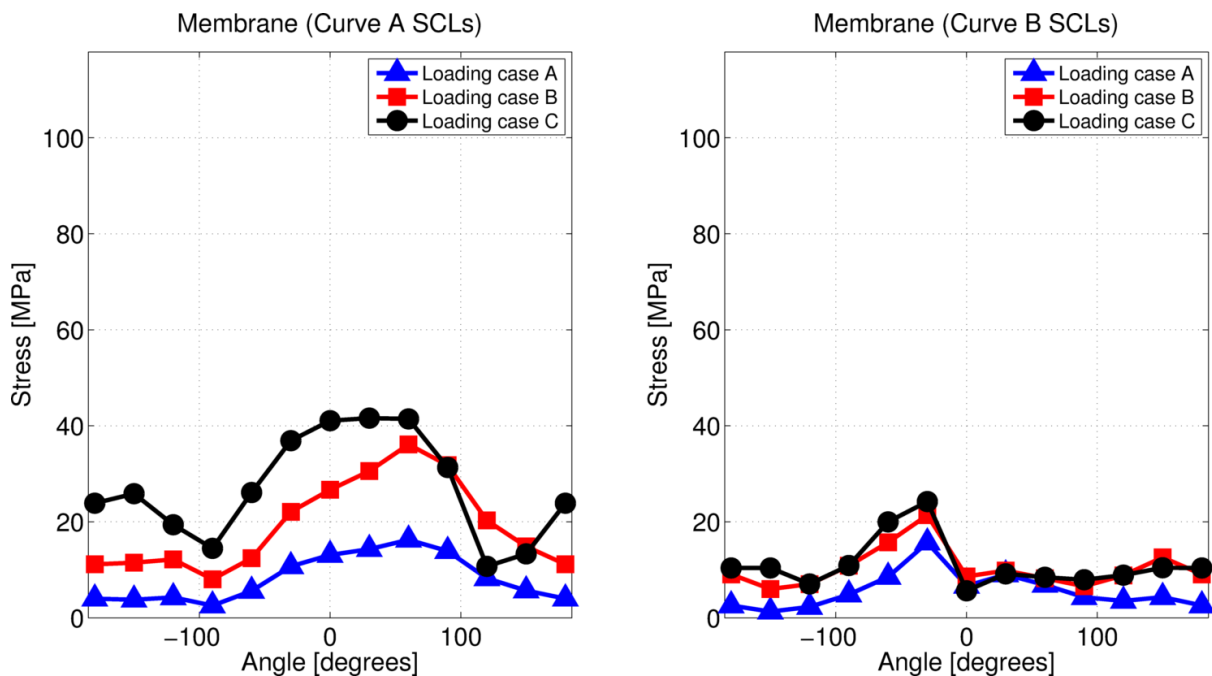 Membrane (Curve A SCLs)
Loading case A
Loading case B
Loading case C
100
80
60
40
20
0
Stress [MPa]
−100
0
100
Angle [degrees]
Membrane (Curve B SCLs)
Loading case A
Loading case B
Loading case C
100
80
60
40
20
0
Stress [MPa]
−100
0
100
Angle [degrees]